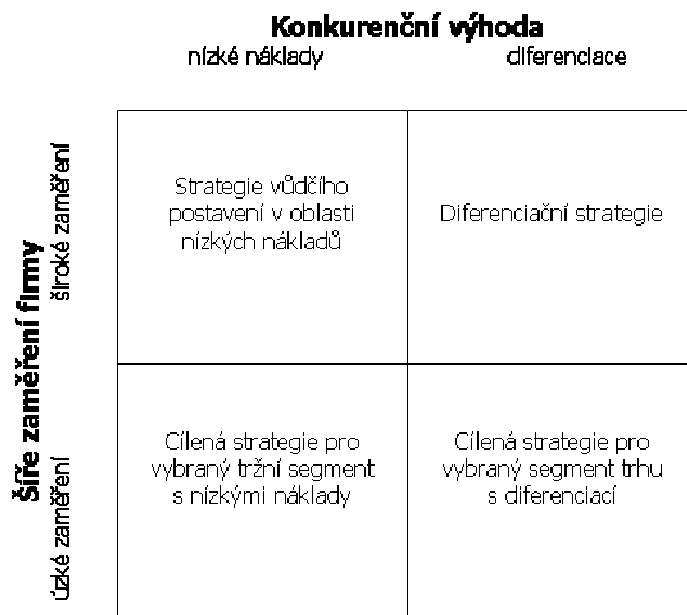 Konkurenční výhoda
nízké náklady
diferenciace
Šíře zaměření firmy
široké zaměření
Strategie vůdčího
postavení v oblasti
nízkých nákladů
Diferenciační strategie
úzké zaměření
Cílená strategie pro
vybraný tržní segment
s nízkými náklady
Cílená strategie pro
vybraný segment trhu
s diferenciací